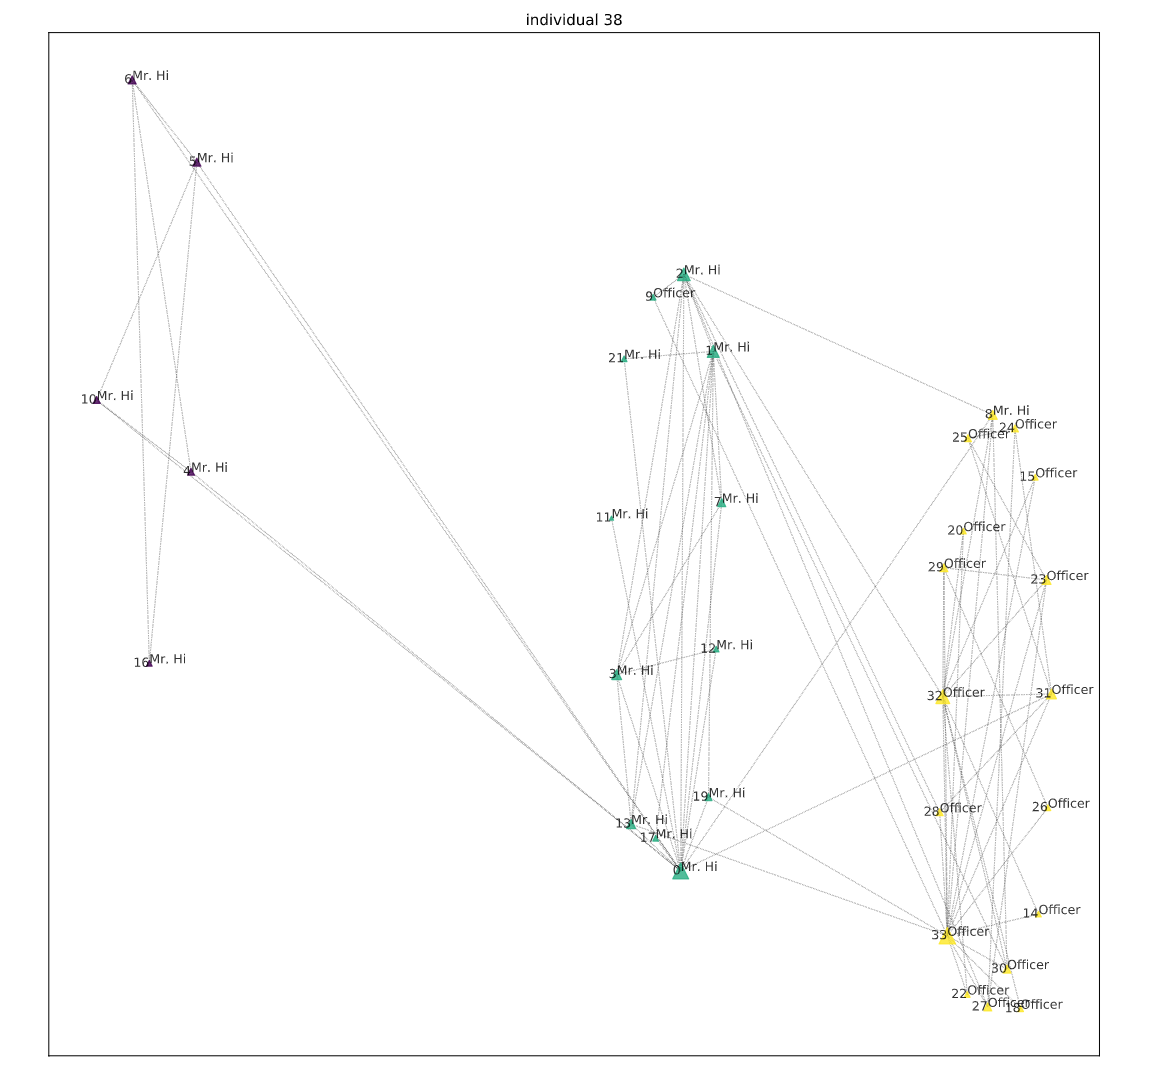 individual 38
6 Mr. Hi
5 Mr. Hi
2 Mr. Hi
9 Officer
1 Mr. Hi
21 Mr. Hi
10 Mr. Hi
8 Mr. Hi
24 Officer
25 Officer
4 Mr. Hi
15 Officer
7 Mr. Hi
11 Mr. Hi
20 Officer
29 Officer
23 Officer
12 Mr. Hi
16 Mr. Hi
3 Mr. Hi
32 Officer
31 Officer
19 Mr. Hi
26 Officer
28 Officer
13 Mr. Hi
17 Mr. Hi
0 Mr. Hi
14 Officer
33 Officer
30 Officer
22 Officer
27 Officer
18 Officer